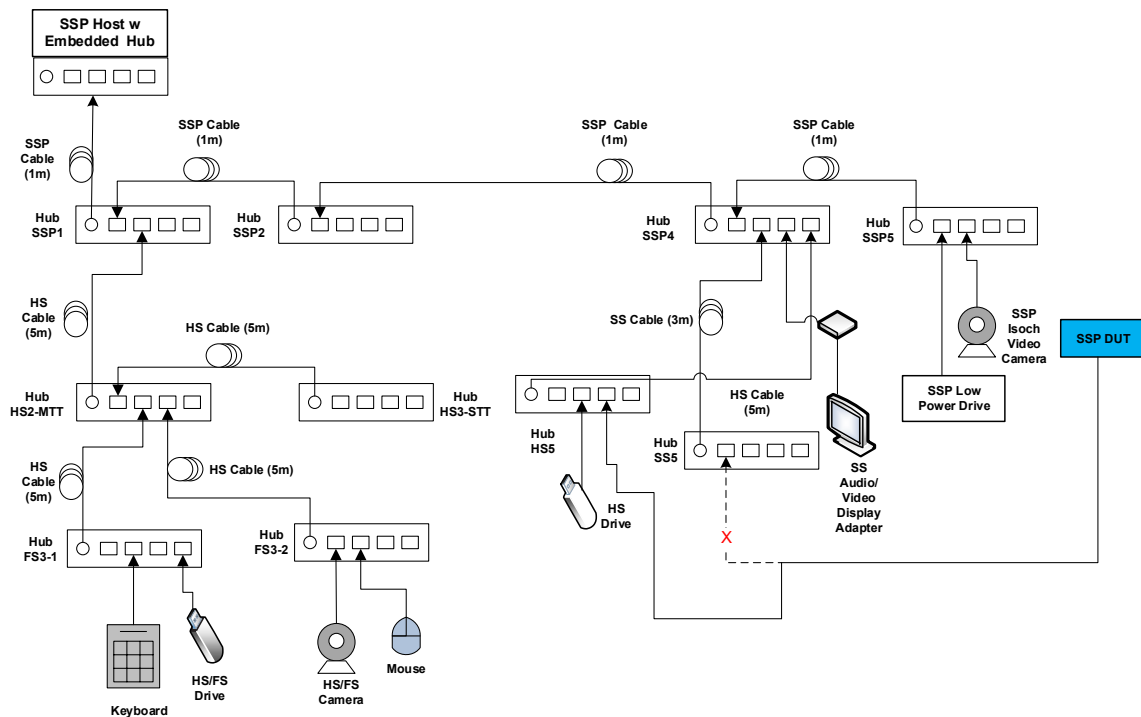 SSP Host w
Embedded Hub
SSP
Cable
(1m)
SSP Cable
(1m)
SSP Cable
(1m)
SSP Cable
(1m)
Hub
SSP1
Hub
SSP2
Hub
SSP4
Hub
SSP5
HS
Cable
(5m)
HS Cable (5m)
SS Cable (3m)
SSP
Isoch
Video
Camera
SSP DUT
SSP Low
Power Drive
Hub
HS2-MTT
Hub
HS3-STT
Hub
HS5
HS Cable
(5m)
Hub
SS5
HS
Cable
(5m)
HS Cable (5m)
HS
Drive
SS
Audio/
Video
Display
Adapter
Hub
FS3-1
Hub
FS3-2
X
Keyboard
HS/FS
Drive
HS/FS
Camera
Mouse